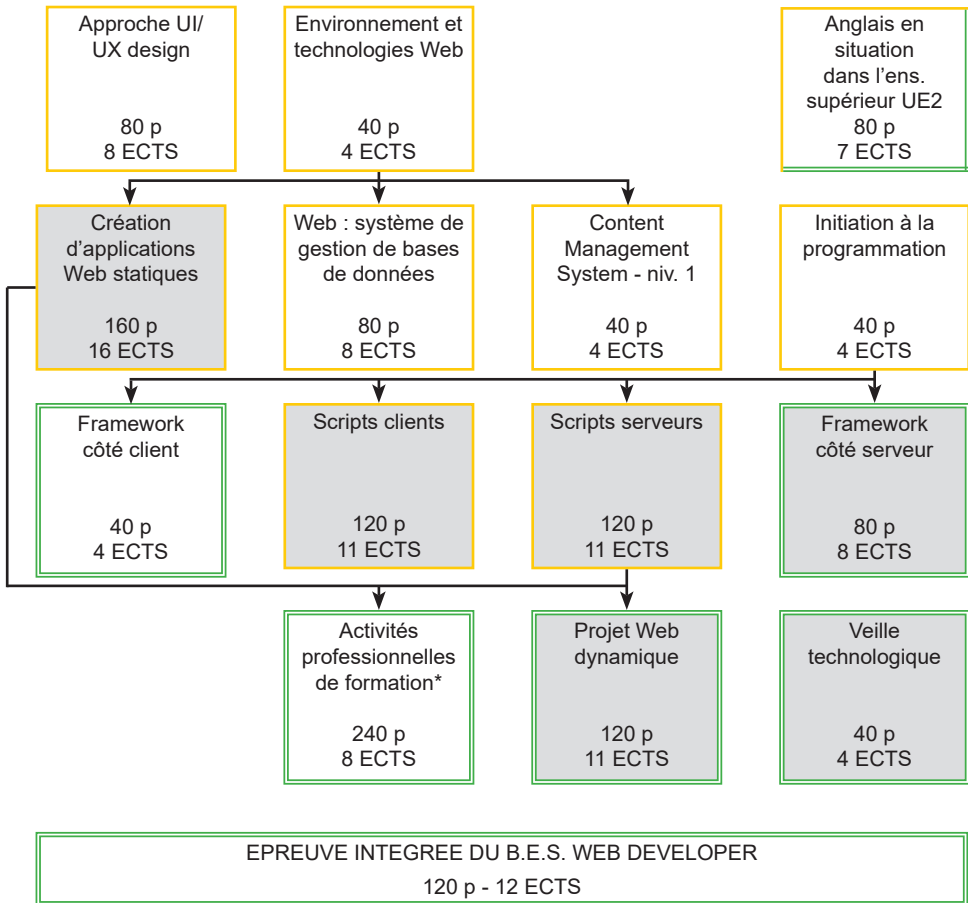 Approche UI/
UX design
80 p
8 ECTS
Environnement et
technologies Web
40 p
4 ECTS
Anglais en
situation
dans l'ens.
supérieur UE2
80 p
7 ECTS
Création
d'applications
Web statiques
160 p
16 ECTS
Web : système de
gestion de bases
de données
80 p
8 ECTS
Content
Management
System - niv. 1
40 p
4 ECTS
Initiation à la
programmation
40 p
4 ECTS
Framework
côté client
40 p
4 ECTS
Scripts clients
120 p
11 ECTS
Scripts serveurs
120 p
11 ECTS
Framework
côté serveur
80 p
8 ECTS
Activités
professionnelles
de formation*
240 p
8 ECTS
Projet Web
dynamique
120 p
11 ECTS
Veille
technologique
40 p
4 ECTS
EPREUVE INTEGREE DU B.E.S. WEB DEVELOPER
120 p - 12 ECTS